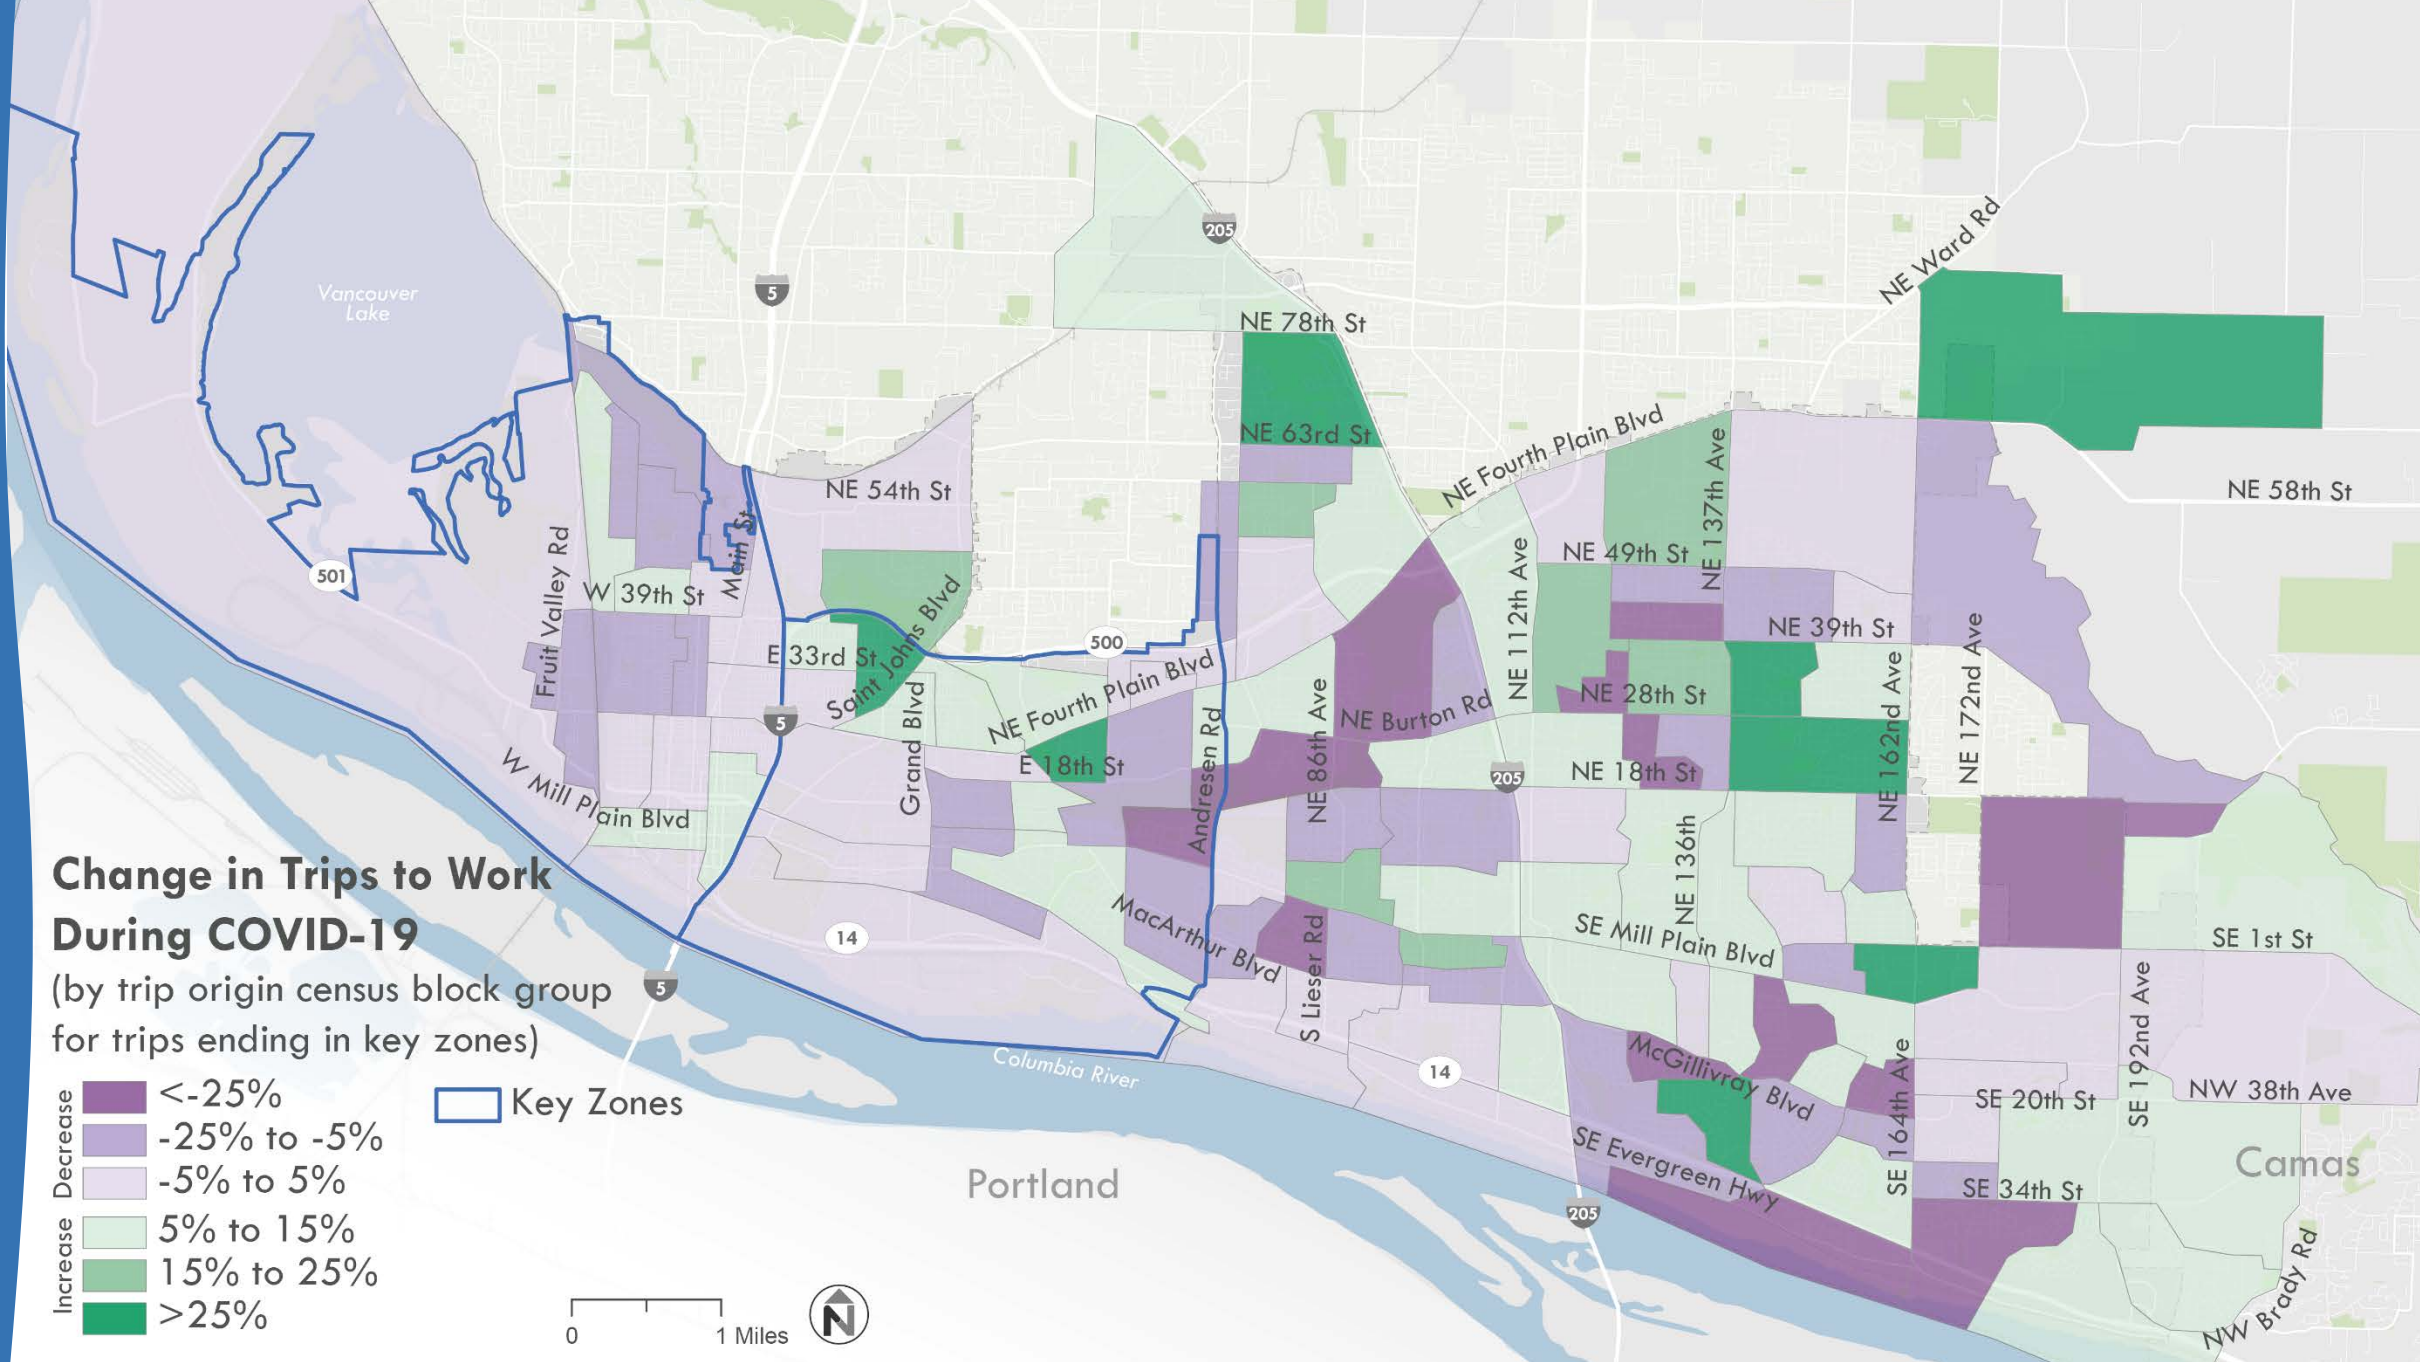 Vancouver
Lake
5
205
NE Ward Rd
NE 78th St
NE 63rd St
NE Fourth Plain Blvd
NE 137th Ave
NE 58th St
NE 54th St
Main St
Fruit Valley Rd
501
W 39th St
NE 49th St
NE 112th Ave
NE 39th St
NE 172nd Ave
500
E 33rd St
Saint Johns Blvd
Grand Blvd
NE Fourth Plain Blvd
NE 86th Ave
NE Burton Rd
NE 28th St
NE 162nd Ave
5
E 18th St
Andresen Rd
205
NE 18th St
W Mill Plain Blvd
NE 136th
MacArthur Blvd
S Lieser Rd
SE Mill Plain Blvd
SE 1st St
14
5
Columbia River
14
McGillivray Blvd
SE 164th Ave
SE 20th St
SE 192nd Ave
NW 38th Ave
SE Evergreen Hwy
SE 34th St
Camas
Portland
205
NW Brady Rd
Change in Trips to Work
During COVID-19
(by trip origin census block group
for trips ending in key zones)
Decrease
<-25%
-25% to -5%
-5% to 5%
Increase
5% to 15%
15% to 25%
>25%
Key Zones
0 1 Miles
N